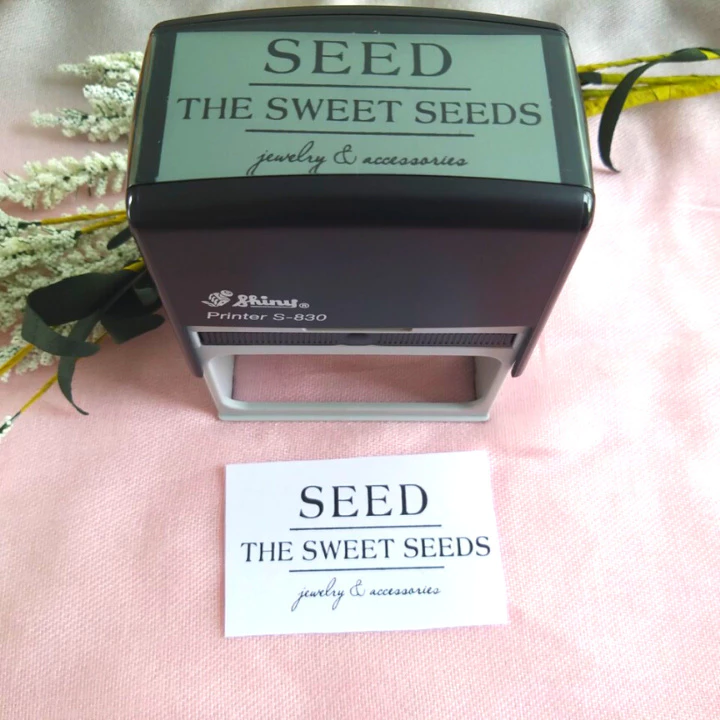 SEED
THE SWEET SEEDS
jewelry & accessories
Shiny®
Printer S-830
SEED
THE SWEET SEEDS
jewelry & accessories